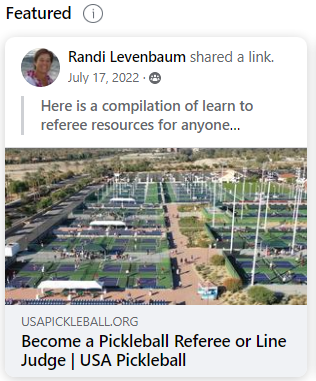 Featured
Randi Levenbaum shared a link.
July 17, 2022 ·
Here is a compilation of learn to
referee resources for anyone...
USAPICKLEBALL.ORG
Become a Pickleball Referee or Line
Judge | USA Pickleball